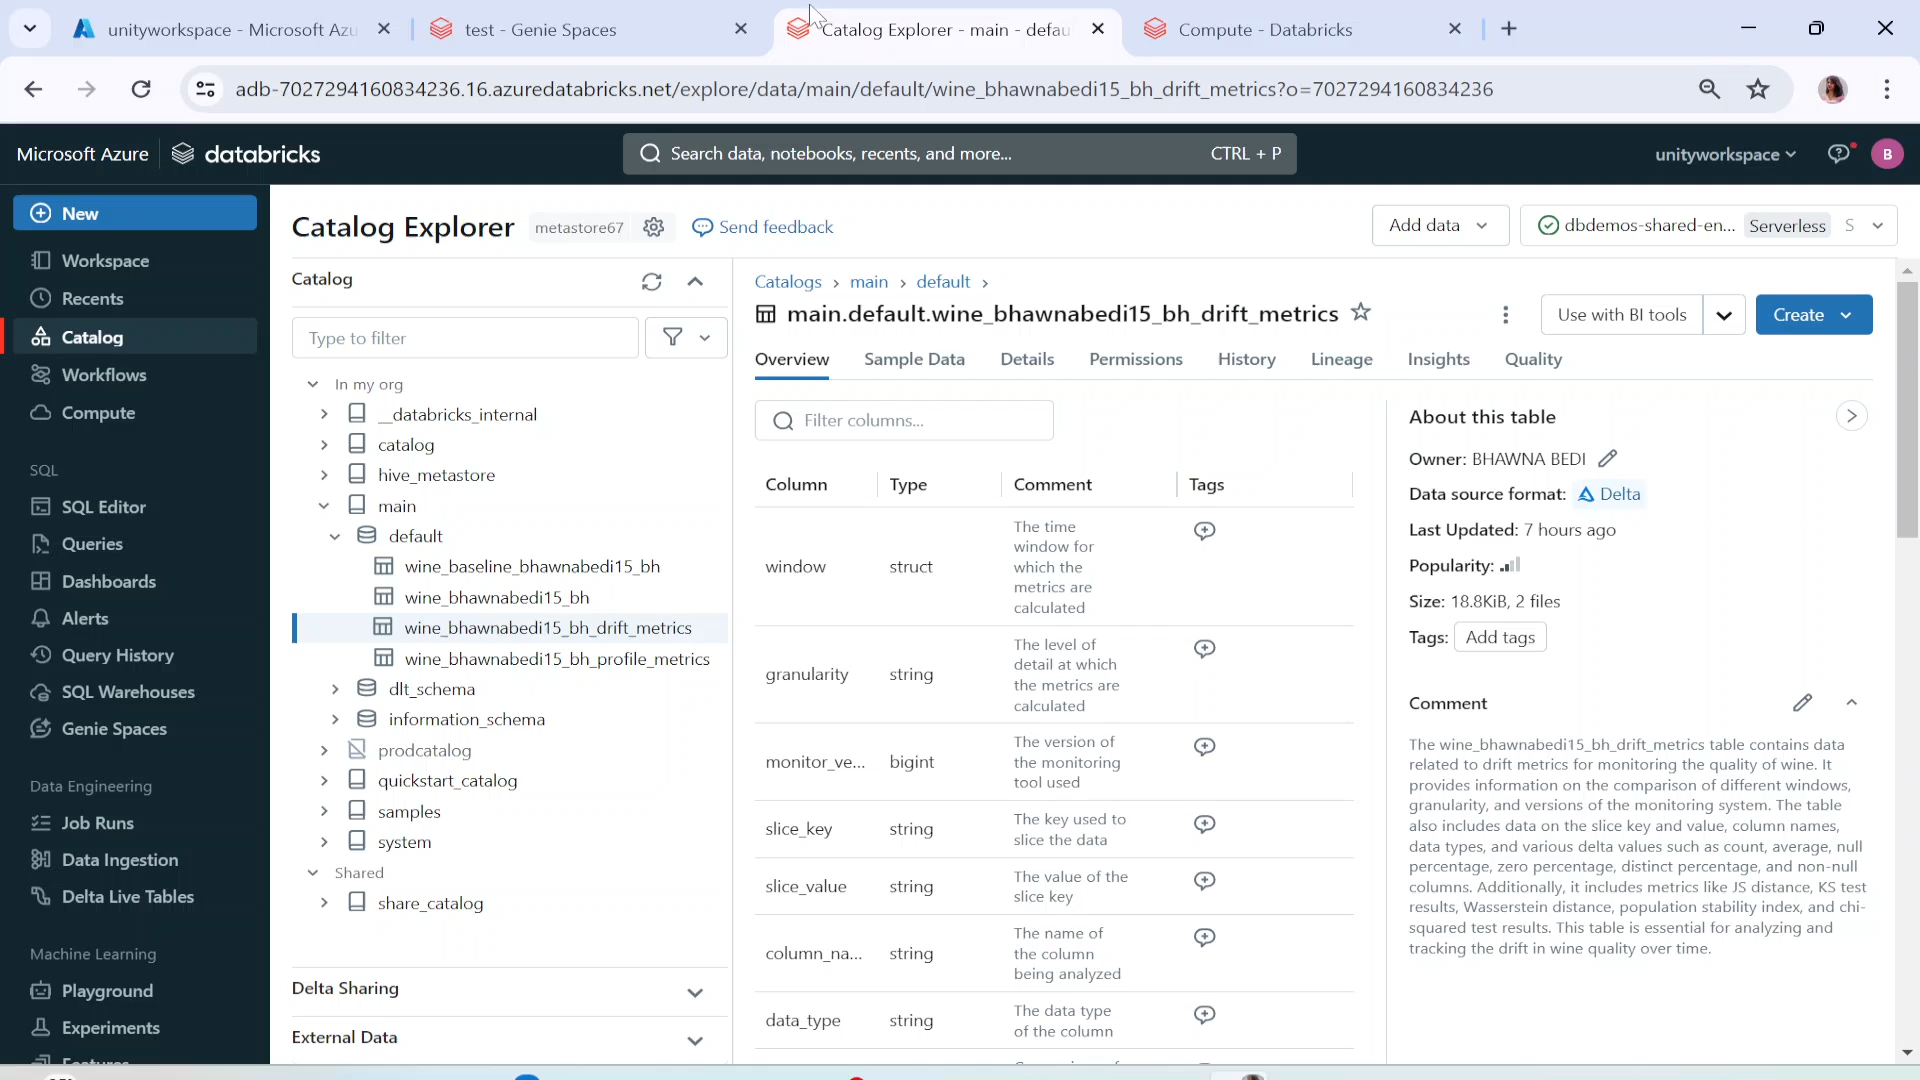 unityworkspace - Microsoft Azu
test - Genie Spaces
Catalog Explorer - main - defau
Compute - Databricks
adb-7027294160834236.16.azuredatabricks.net/explore/data/main/default/wine_bhawnabedi15_bh_drift_metrics?o=7027294160834236
Microsoft Azure
databricks
Search data, notebooks, recents, and more...
CTRL + P
unityworkspace
B
New
Workspace
Recents
Catalog
Workflows
Compute
SQL
SQL Editor
Queries
Dashboards
Alerts
Query History
SQL Warehouses
Genie Spaces
Data Engineering
Job Runs
Data Ingestion
Delta Live Tables
Machine Learning
Playground
Experiments
Catalog Explorer
metastore67
Send feedback
Add data
dbdemos-shared-en...
Serverless
S
Catalog
Type to filter
In my org
__databricks_internal
catalog
hive_metastore
main
default
wine_baseline_bhawnabedi15_bh
wine_bhawnabedi15_bh
wine_bhawnabedi15_bh_drift_metrics
wine_bhawnabedi15_bh_profile_metrics
dlt_schema
information_schema
prodcatalog
quickstart_catalog
samples
system
Shared
share_catalog
Delta Sharing
External Data
Catalogs > main > default >
main.default.wine_bhawnabedi15_bh_drift_metrics
Use with BI tools
Create
Overview
Sample Data
Details
Permissions
History
Lineage
Insights
Quality
Filter columns...
Column
Type
Comment
Tags
window
struct
The time
window for
which the
metrics are
calculated
granularity
string
The level of
detail at which
the metrics are
calculated
monitor_ve...
bigint
The version of
the monitoring
tool used
slice_key
string
The key used to
slice the data
slice_value
string
The value of the
slice key
column_na...
string
The name of
the column
being analyzed
data_type
string
The data type
of the column
About this table
Owner: BHAWNA BEDI
Data source format: Delta
Last Updated: 7 hours ago
Popularity:
Size: 18.8KiB, 2 files
Tags: Add tags
Comment
The wine_bhawnabedi15_bh_drift_metrics table contains data
related to drift metrics for monitoring the quality of wine. It
provides information on the comparison of different windows,
granularity, and versions of the monitoring system. The table
also includes data on the slice key and value, column names,
data types, and various delta values such as count, average, null
percentage, zero percentage, distinct percentage, and non-null
columns. Additionally, it includes metrics like JS distance, KS test
results, Wasserstein distance, population stability index, and chi-
squared test results. This table is essential for analyzing and
tracking the drift in wine quality over time.